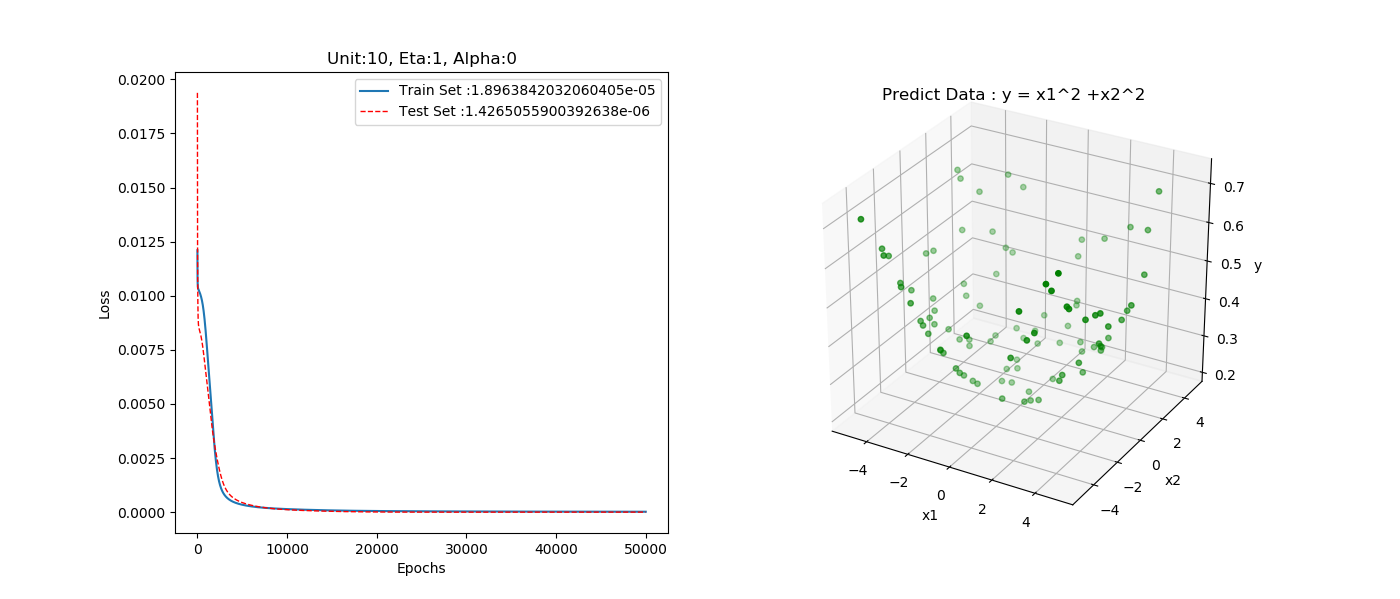 Unit:10, Eta:1, Alpha:0
Train Set :1.8963842032060405e-05
Test Set :1.4265055900392638e-06
0.0200
0.0175
0.0150
0.0125
0.0100
0.0075
0.0050
0.0025
0.0000
Loss
0 10000 20000 30000 40000 50000
Epochs
Predict Data : y = x1^2 +x2^2
0.7
0.6
0.5
0.4
0.3
0.2
y
4
2
0
−2
−4
x2
−4
−2
0
2
4
x1